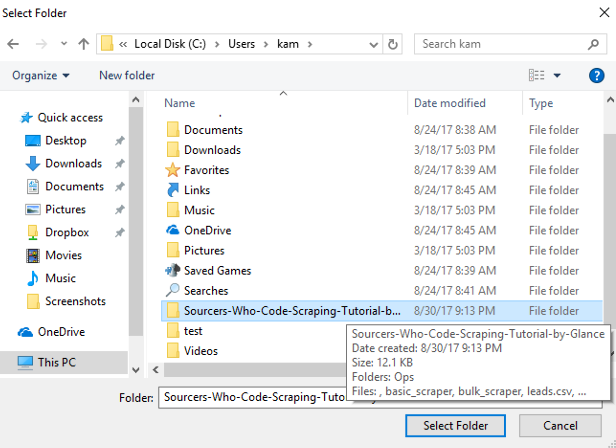 Select Folder
« Local Disk (C:) > Users > kam >
Search kam
Organize
New folder
?
Name
Date modified
Type
Quick access
Desktop
Downloads
Documents
Pictures
Dropbox
Movies
Music
Screenshots
OneDrive
This PC
Documents 8/24/17 8:38 AM File folder
Downloads 3/18/17 5:03 PM File folder
Favorites 8/24/17 8:39 AM File folder
Links 8/24/17 8:45 AM File folder
Music 3/18/17 5:03 PM File folder
OneDrive 8/24/17 8:45 AM File folder
Pictures 3/18/17 5:03 PM File folder
Saved Games 8/24/17 8:39 AM File folder
Searches 8/24/17 8:41 AM File folder
Sourcers-Who-Code-Scraping-Tutorial-b... 8/30/17 9:13 PM File folder
test
Videos
Sourcers-Who-Code-Scraping-Tutorial-by-Glance
Date created: 8/30/17 9:13 PM
Size: 12.1 KB
Folders: Ops
Files: , basic_scraper, bulk_scraper, leads.csv, ...
Folder: Sourcers-Who-Code-Scraping-Tuto
Select Folder
Cancel